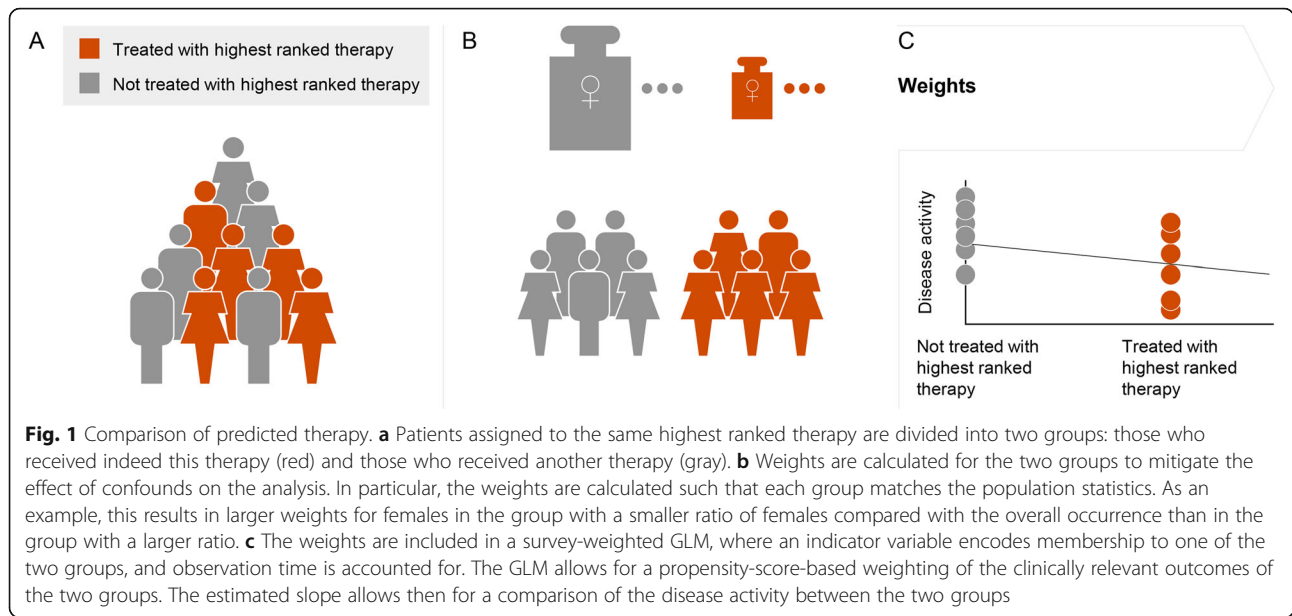 A
Treated with highest ranked therapy
Not treated with highest ranked therapy
B
C
Weights
Disease activity
Not treated with
highest ranked
therapy
Treated with
highest ranked
therapy
Fig. 1 Comparison of predicted therapy. a Patients assigned to the same highest ranked therapy are divided into two groups: those who
received indeed this therapy (red) and those who received another therapy (gray). b Weights are calculated for the two groups to mitigate the
effect of confounds on the analysis. In particular, the weights are calculated such that each group matches the population statistics. As an
example, this results in larger weights for females in the group with a smaller ratio of females compared with the overall occurrence than in the
group with a larger ratio. c The weights are included in a survey-weighted GLM, where an indicator variable encodes membership to one of the
two groups, and observation time is accounted for. The GLM allows for a propensity-score-based weighting of the clinically relevant outcomes of
the two groups. The estimated slope allows then for a comparison of the disease activity between the two groups